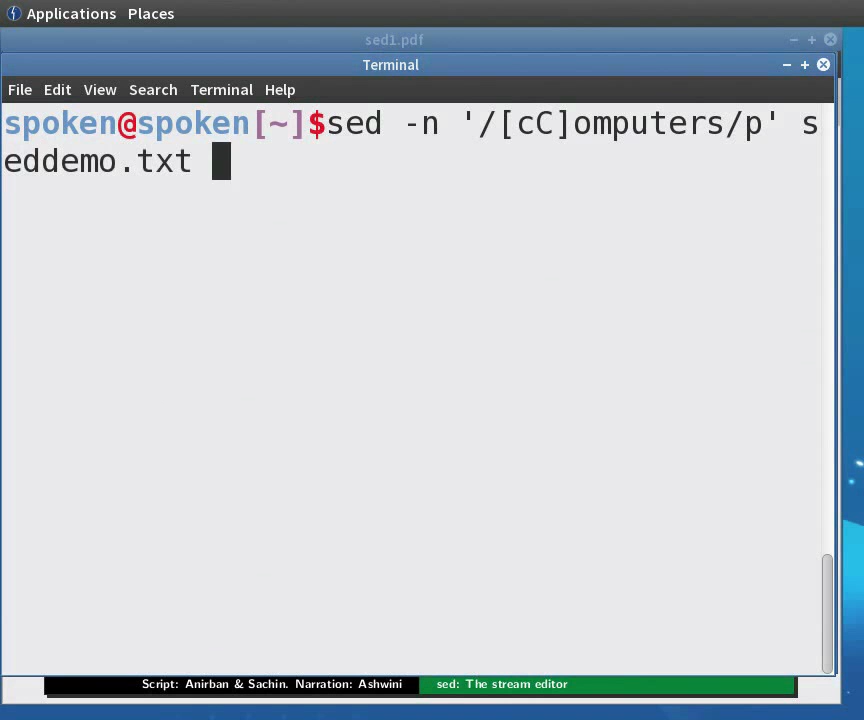 Applications Places
sed1.pdf
Terminal
File Edit View Search Terminal Help
spoken@spoken[~]$sed -n '/[cC]omputers/p' s
eddemo.txt
Script: Anirban & Sachin. Narration: Ashwini sed: The stream editor